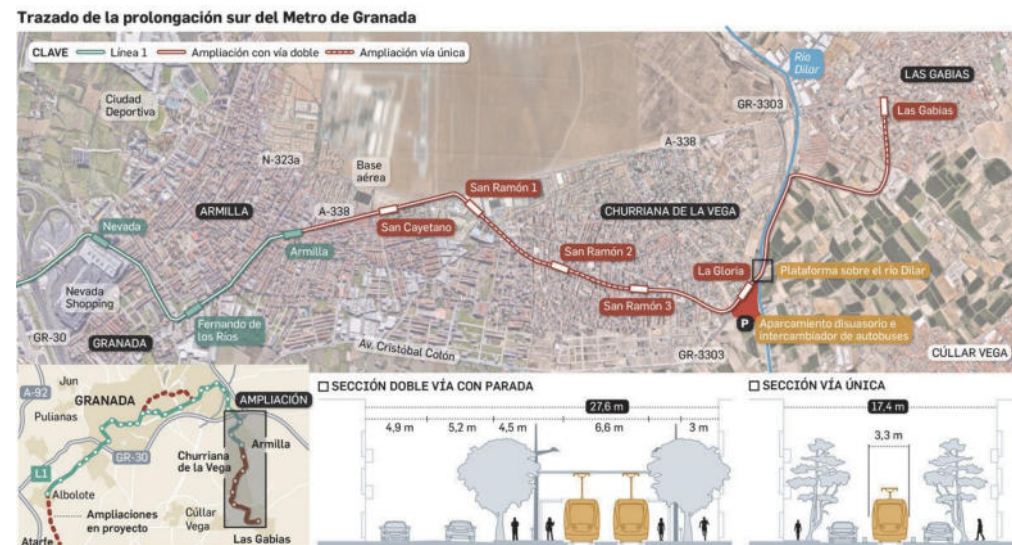 Trazado de la prolongación sur del Metro de Granada
CLAVE Línea 1 Ampliación con vía doble Ampliación vía única
Río
Dilar
LAS GABIAS
Las Gabias
Ciudad
Deportiva
GR-3303
N-323a
A-338
Base
aérea
San Ramón 1
ARMILLA
A-338
CHURRIANA DE LA VEGA
San Cayetano
Nevada
Armilla
San Ramón 2
La Gloria
Plataforma sobre el río Dilar
Nevada
Shopping
San Ramón 3
Fernando de
los Ríos
P
Aparcamiento disuasorio e
intercambiador de autobuses
GR-30
GRANADA
Av. Cristóbal Colón
GR-3303
CÚLLAR VEGA
A-92
Jun
GRANADA
Pulianas
AMPLIACIÓN
Armilla
Churriana
de la Vega
GR-30
L1
Albolote
Ampliaciones
en proyecto
Cúllar
Vega
Atarfe
Las Gabias
SECCIÓN DOBLE VÍA CON PARADA
27,6 m
4,9 m 5,2 m 4,5 m 6,6 m 3 m
SECCIÓN VÍA ÚNICA
17,4 m
3,3 m